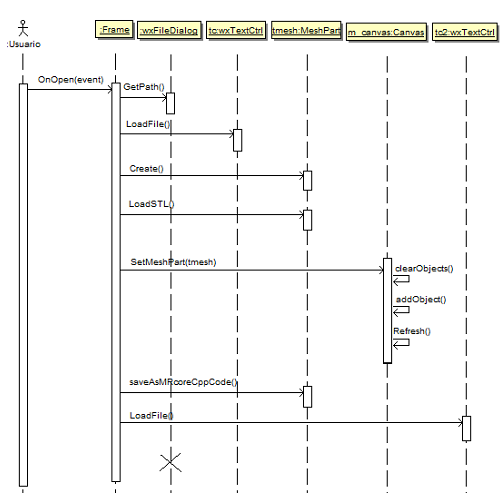 :Usuario
:Frame
:wxFileDialog
tc:wxTextCtrl
tmesh:MeshPart
m_canvas:Canvas
tc2:wxTextCtrl
OnOpen(event)
GetPath()
LoadFile()
Create()
LoadSTL()
SetMeshPart(tmesh)
clearObjects()
addObject()
Refresh()
saveAsMRcoreCppCode()
LoadFile()